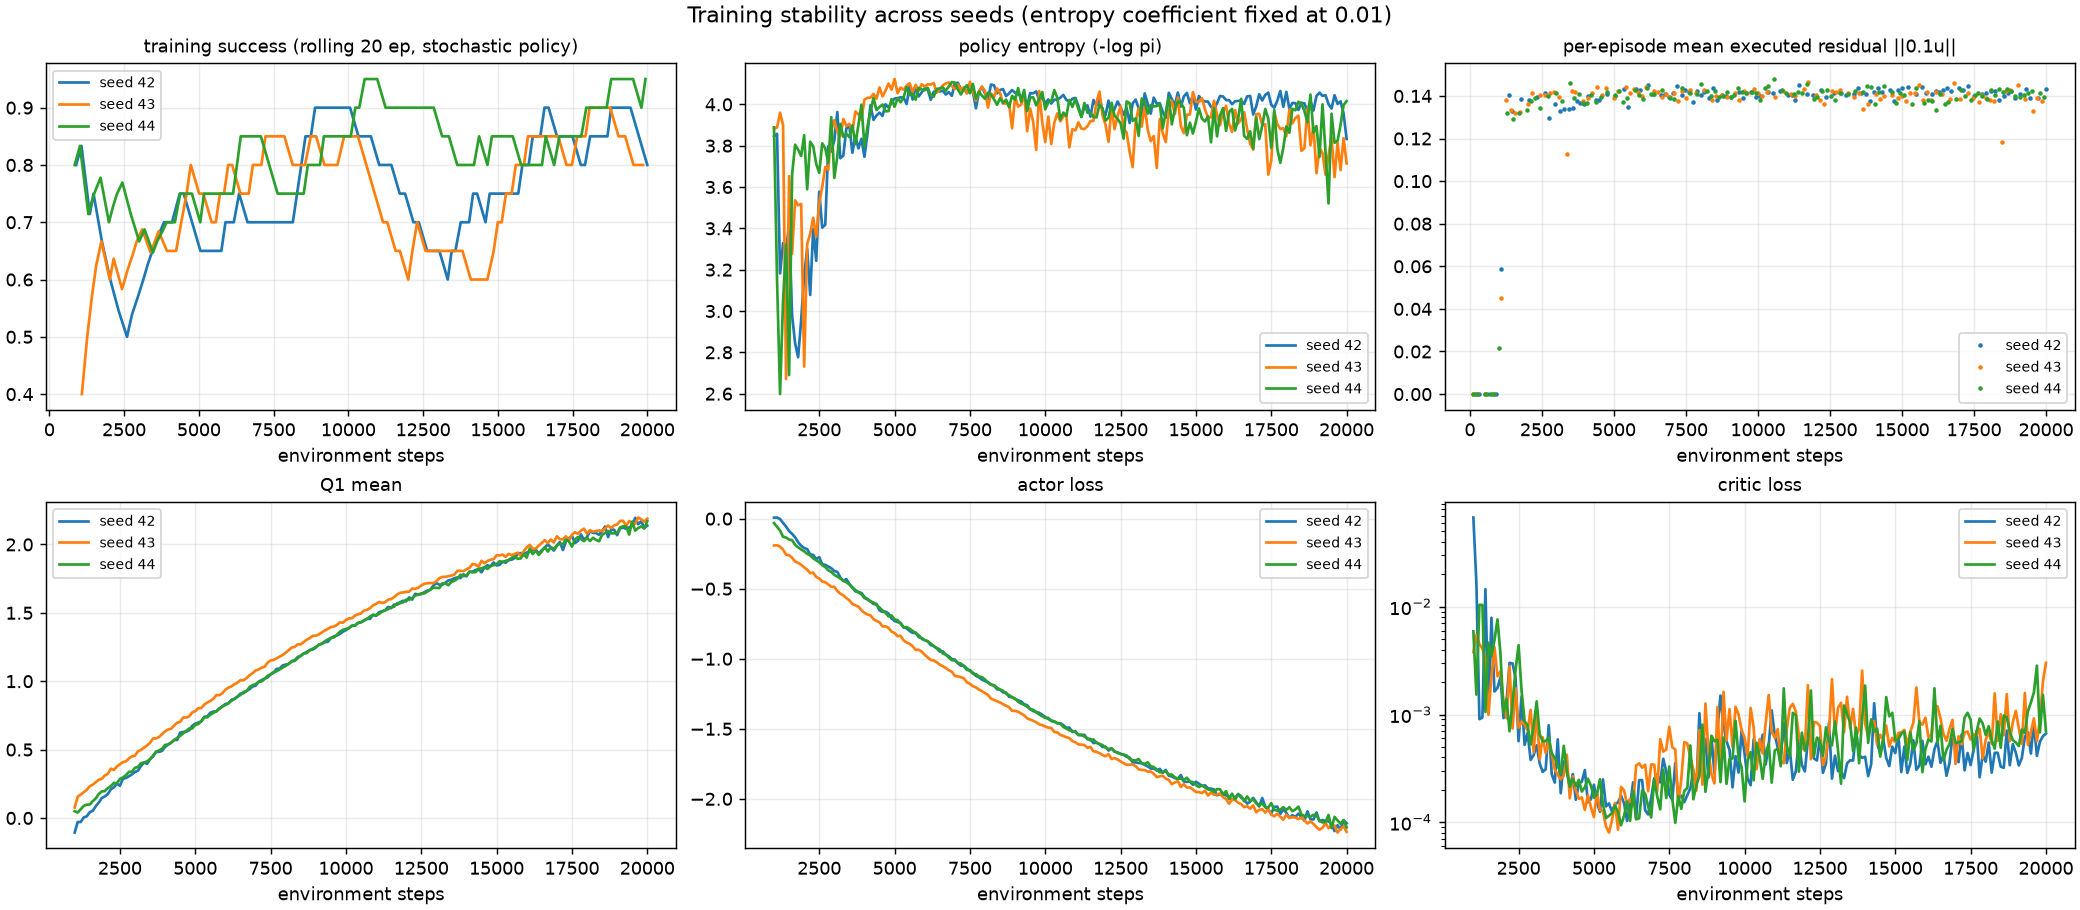 Training stability across seeds (entropy coefficient fixed at 0.01)
training success (rolling 20 ep, stochastic policy)
seed 42
seed 43
seed 44
0.9
0.8
0.7
0.6
0.5
0.4
0 2500 5000 7500 10000 12500 15000 17500 20000
environment steps
policy entropy (-log pi)
4.0
3.8
3.6
3.4
3.2
3.0
2.8
2.6
seed 42
seed 43
seed 44
2500 5000 7500 10000 12500 15000 17500 20000
environment steps
per-episode mean executed residual ||0.1u||
0.14
0.12
0.10
0.08
0.06
0.04
0.02
0.00
seed 42
seed 43
seed 44
0 2500 5000 7500 10000 12500 15000 17500 20000
environment steps
Q1 mean
seed 42
seed 43
seed 44
2.0
1.5
1.0
0.5
0.0
2500 5000 7500 10000 12500 15000 17500 20000
environment steps
actor loss
seed 42
seed 43
seed 44
0.0
−0.5
−1.0
−1.5
−2.0
2500 5000 7500 10000 12500 15000 17500 20000
environment steps
critic loss
seed 42
seed 43
seed 44
10⁻²
10⁻³
10⁻⁴
2500 5000 7500 10000 12500 15000 17500 20000
environment steps